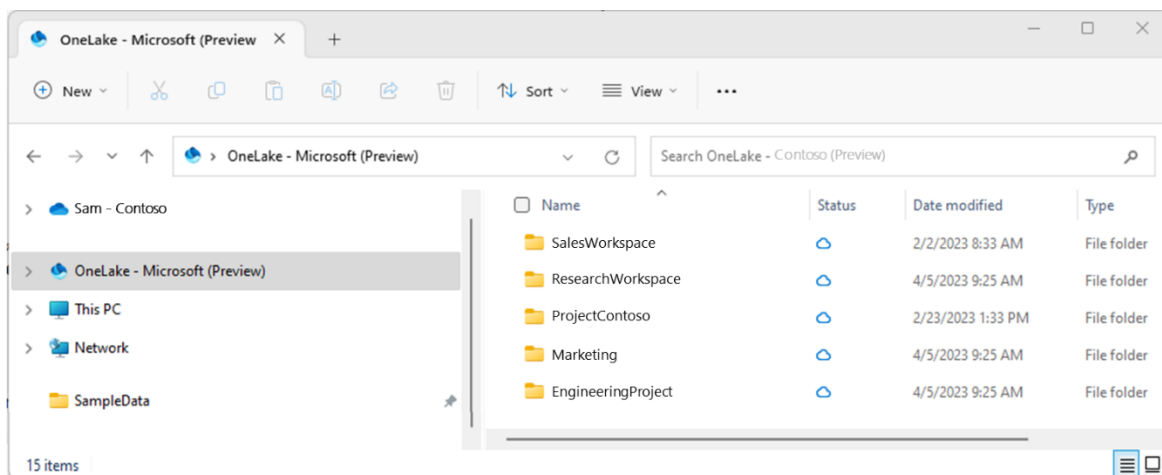 OneLake - Microsoft (Preview
New
Sort
View
OneLake - Microsoft (Preview)
Search OneLake - Contoso (Preview)
Sam - Contoso
OneLake - Microsoft (Preview)
This PC
Network
SampleData
Name Status Date modified Type
SalesWorkspace 2/2/2023 8:33 AM File folder
ResearchWorkspace 4/5/2023 9:25 AM File folder
ProjectContoso 2/23/2023 1:33 PM File folder
Marketing 4/5/2023 9:25 AM File folder
EngineeringProject 4/5/2023 9:25 AM File folder
15 items